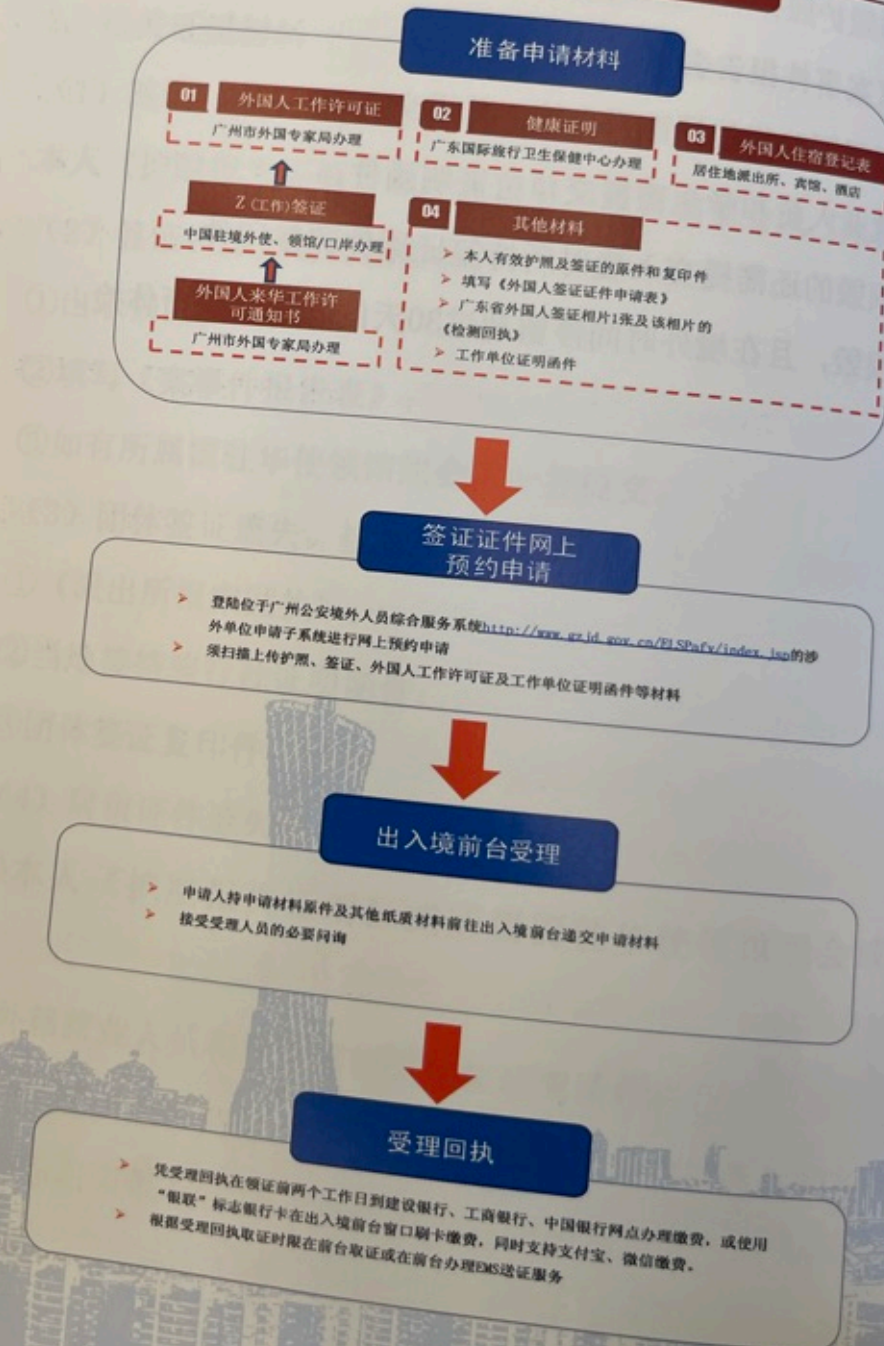 准备申请材料
01 外国人工作许可证
广州市外国专家局办理
Z（工作）签证
中国驻境外使、领馆/口岸办理
外国人来华工作许
可通知书
广州市外国专家局办理
02 健康证明
广东国际旅行卫生保健中心办理
03 外国人住宿登记表
居住地派出所、宾馆、酒店
04 其他材料
➢ 本人有效护照及签证的原件和复印件
➢ 填写《外国人签证证件申请表》
➢ 广东省外国人签证相片1张及该相片的
《检测回执》
➢ 工作单位证明函件
签证证件网上
预约申请
➢ 登陆位于广州公安境外人员综合服务系统http://www.gzjd.gov.cn/ELSPafv/index.jsp的涉
外单位申请子系统进行网上预约申请
➢ 须扫描上传护照、签证、外国人工作许可证及工作单位证明函件等材料
出入境前台受理
➢ 申请人持申请材料原件及其他纸质材料前往出入境前台递交申请材料
➢ 接受受理人员的必要问询
受理回执
➢ 凭受理回执在领证前两个工作日到建设银行、工商银行、中国银行网点办理缴费，或使用
“银联”标志银行卡在出入境前台窗口刷卡缴费，同时支持支付宝、微信缴费。
➢ 根据受理回执取证时限在前台取证或在前台办理EMS送证服务